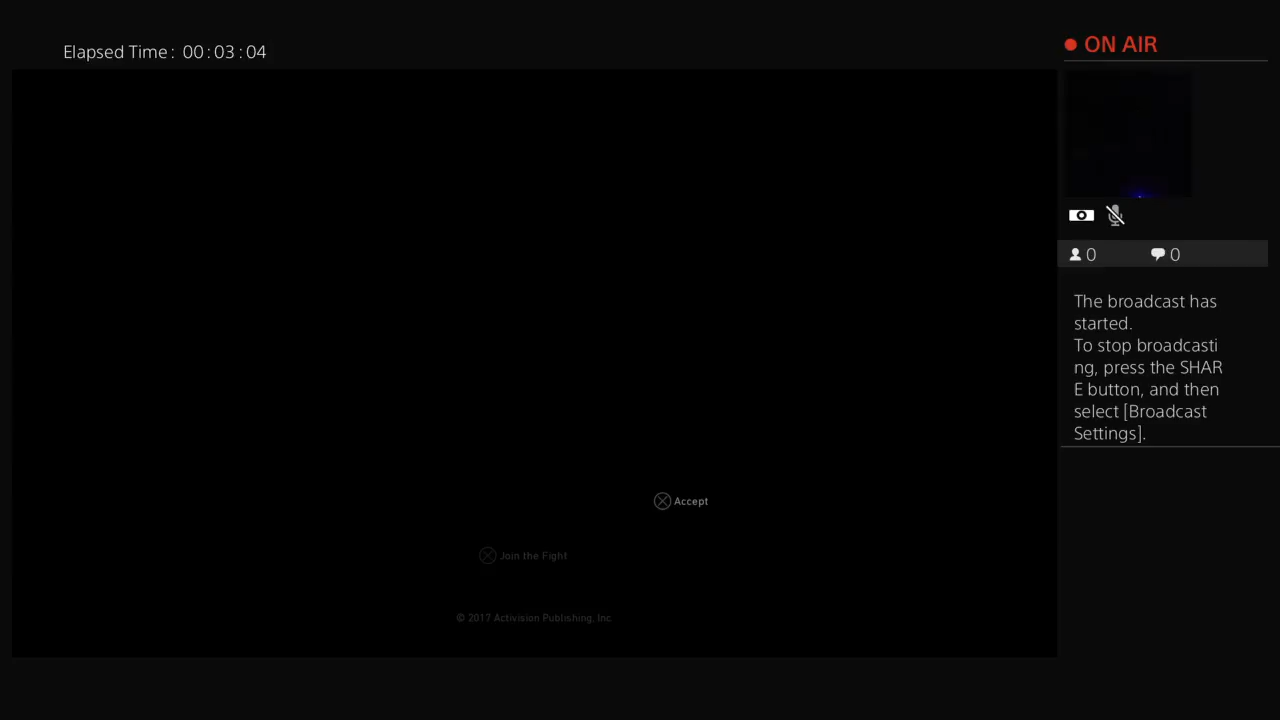 Elapsed Time: 00:03:04
ON AIR
0 0
The broadcast has
started.
To stop broadcasti
ng, press the SHAR
E button, and then
select [Broadcast
Settings].
Accept
Join the Fight
© 2017 Activision Publishing, Inc.